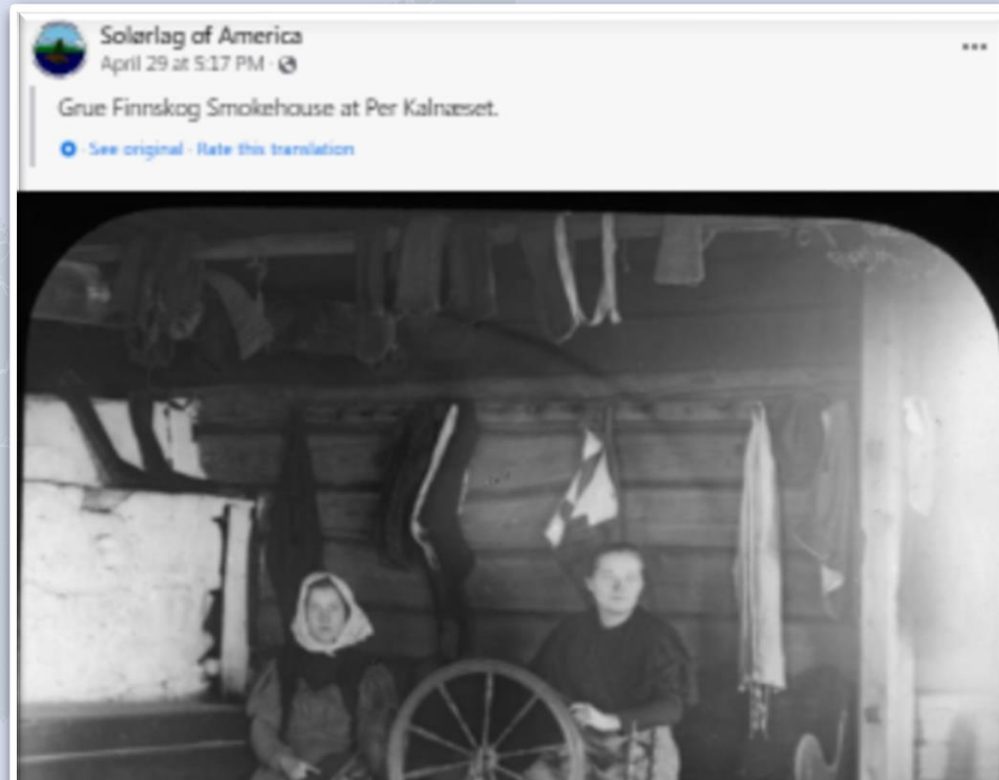 Solørlag of America
April 29 at 5:17 PM ·
Grue Finnskog Smokehouse at Per Kalnæset.
· See original · Rate this translation